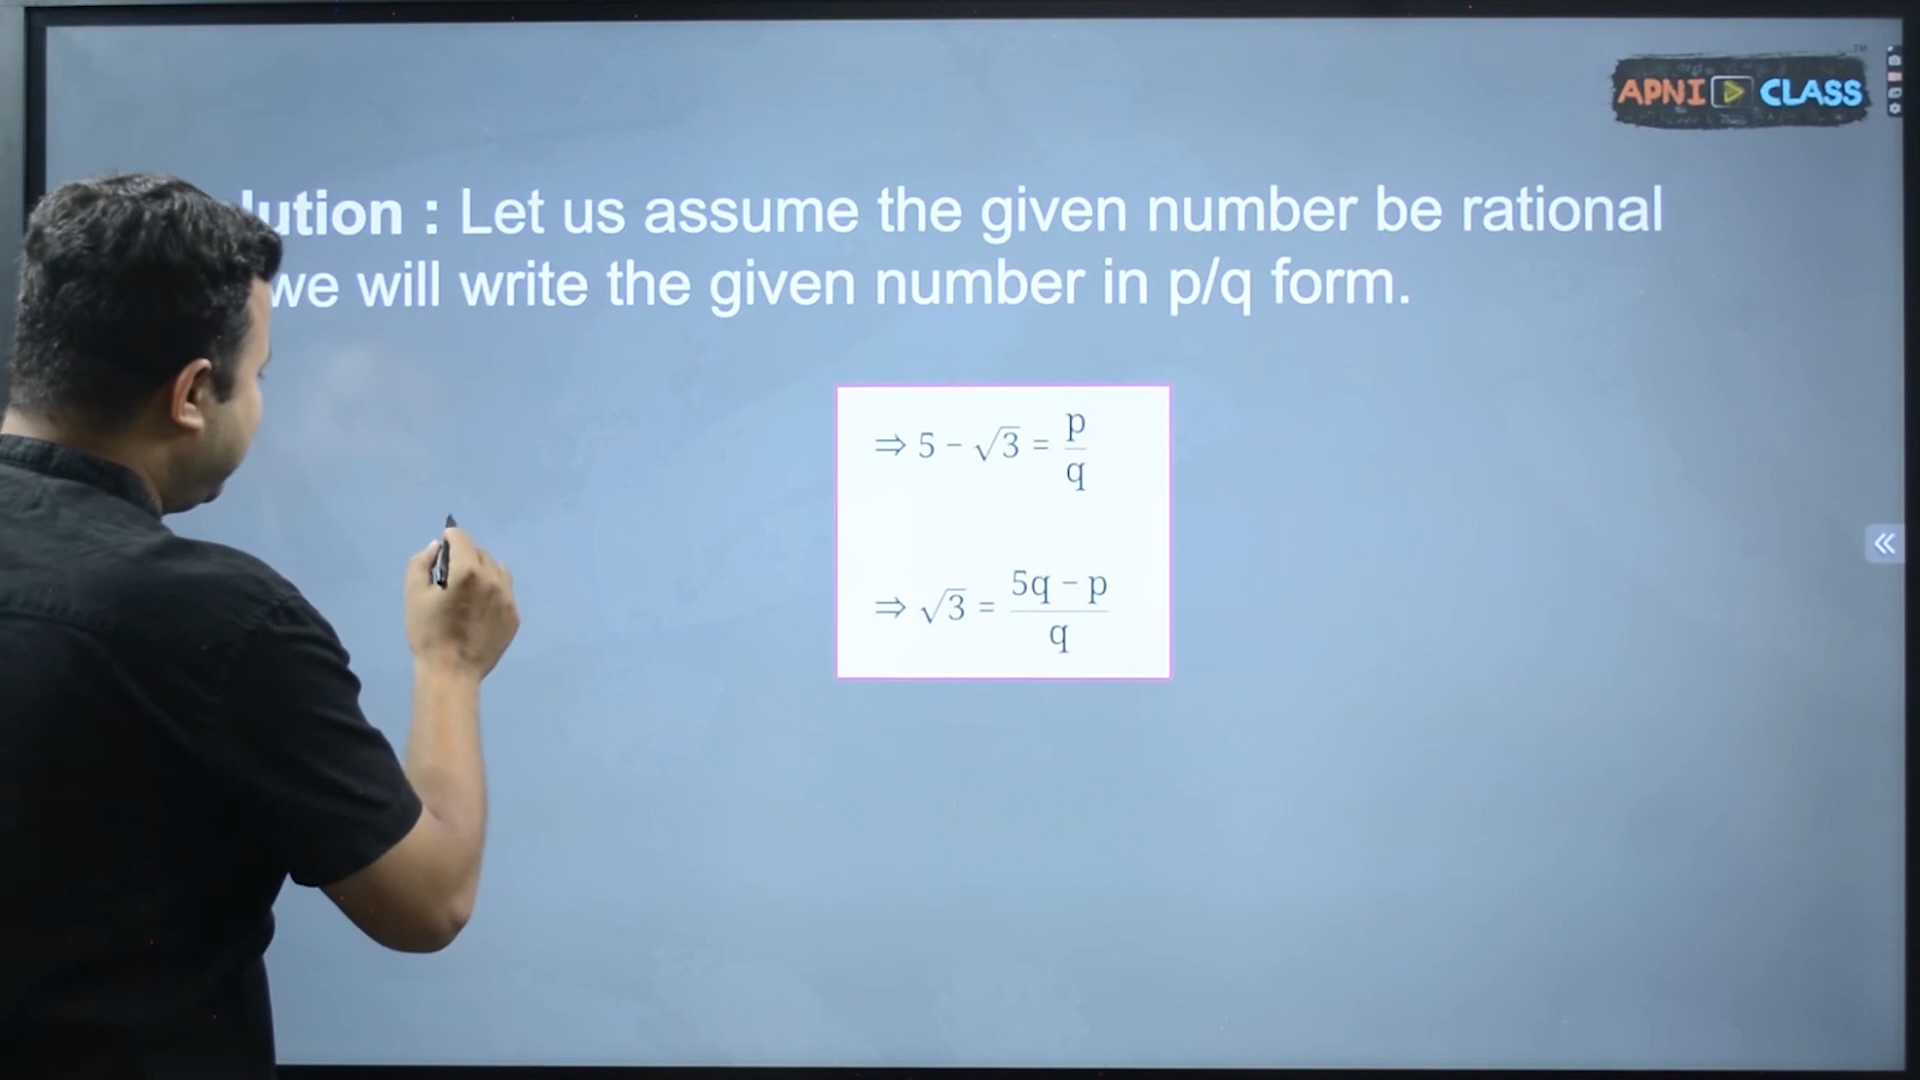 APNI CLASS
TM
lution : Let us assume the given number be rational
we will write the given number in p/q form.
⇒ 5 − √3 = p/q
⇒ √3 = (5q − p)/q